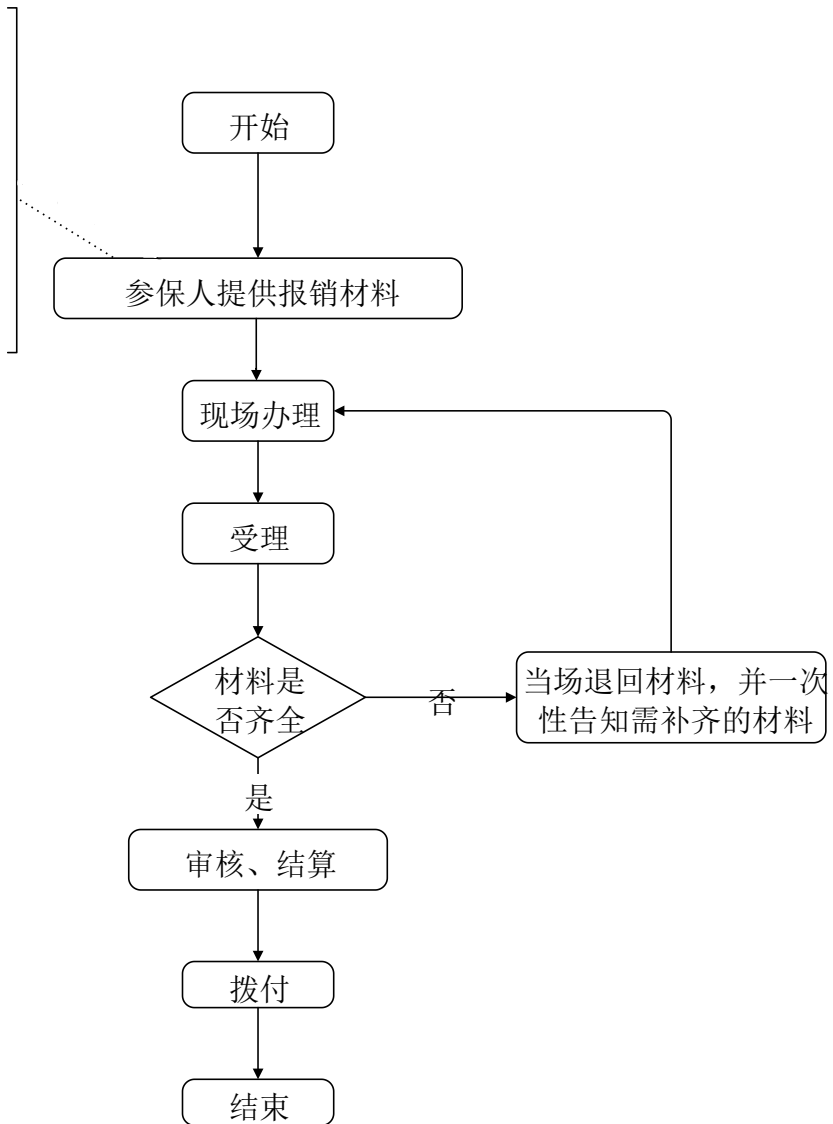 开始
参保人提供报销材料
现场办理
受理
材料是
否齐全
否
当场退回材料，并一次
性告知需补齐的材料
是
审核、结算
拨付
结束